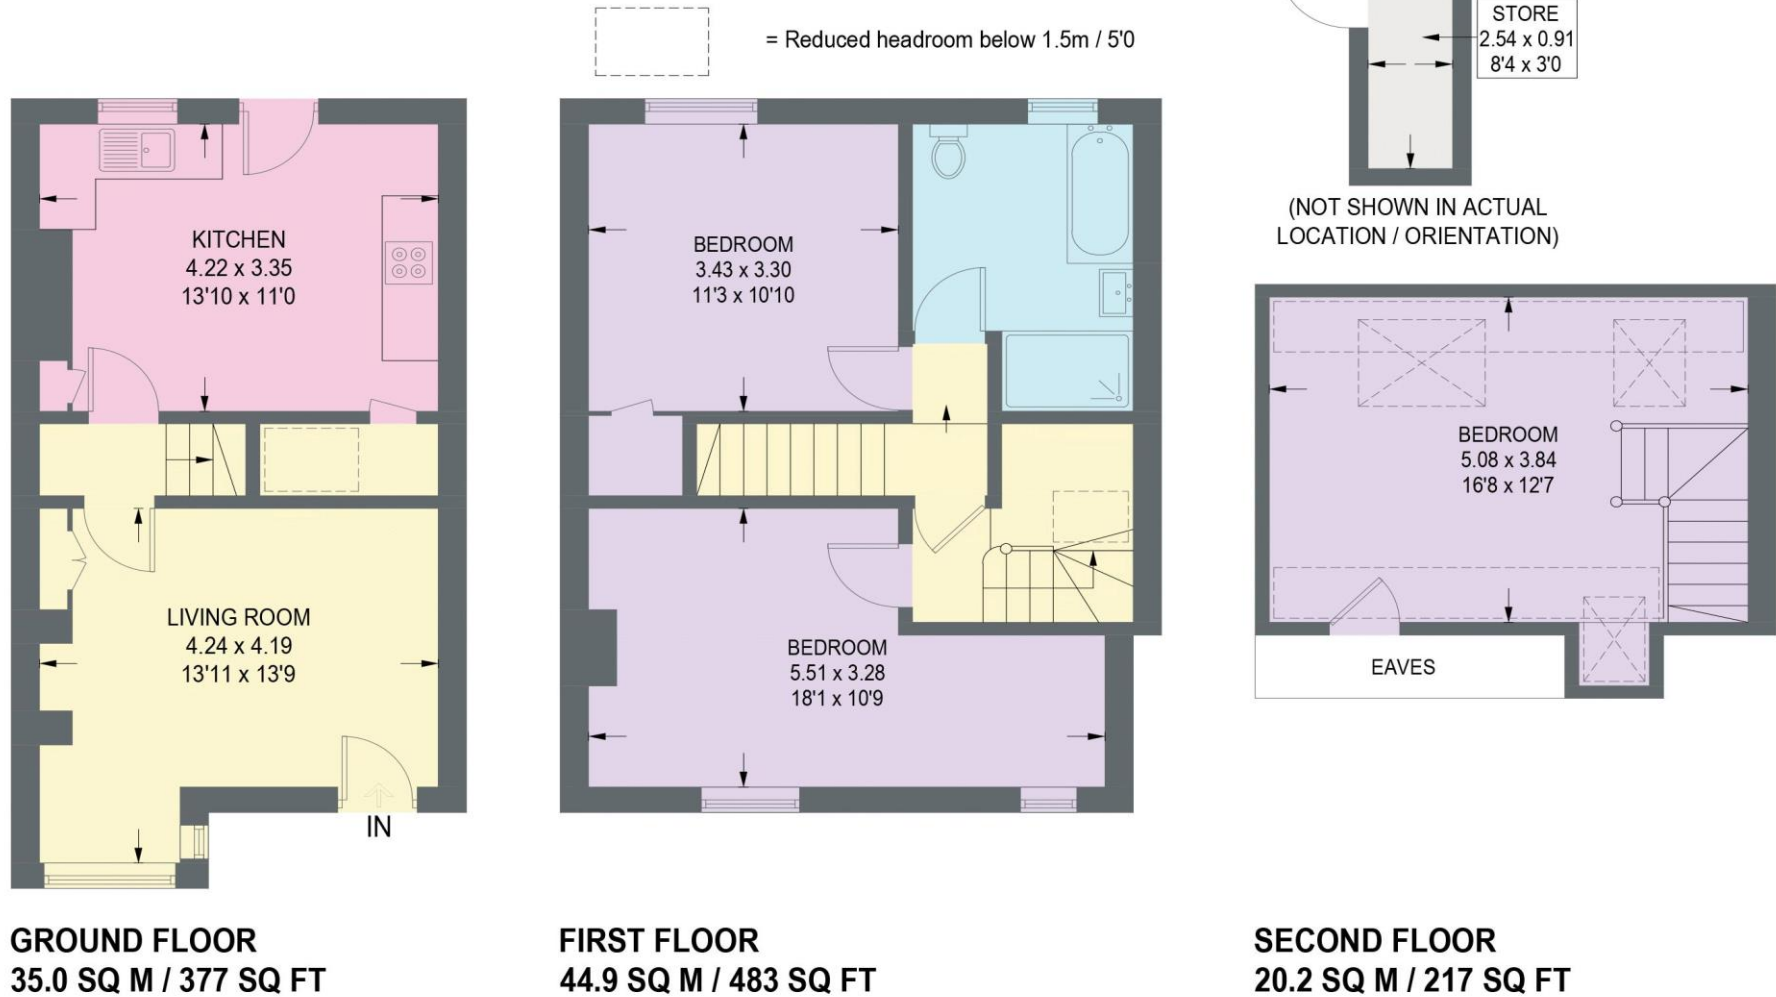 = Reduced headroom below 1.5m / 5'0
STORE
2.54 x 0.91
8'4 x 3'0
(NOT SHOWN IN ACTUAL
LOCATION / ORIENTATION)
KITCHEN
4.22 x 3.35
13'10 x 11'0
LIVING ROOM
4.24 x 4.19
13'11 x 13'9
IN
BEDROOM
3.43 x 3.30
11'3 x 10'10
BEDROOM
5.51 x 3.28
18'1 x 10'9
BEDROOM
5.08 x 3.84
16'8 x 12'7
EAVES
GROUND FLOOR
35.0 SQ M / 377 SQ FT
FIRST FLOOR
44.9 SQ M / 483 SQ FT
SECOND FLOOR
20.2 SQ M / 217 SQ FT